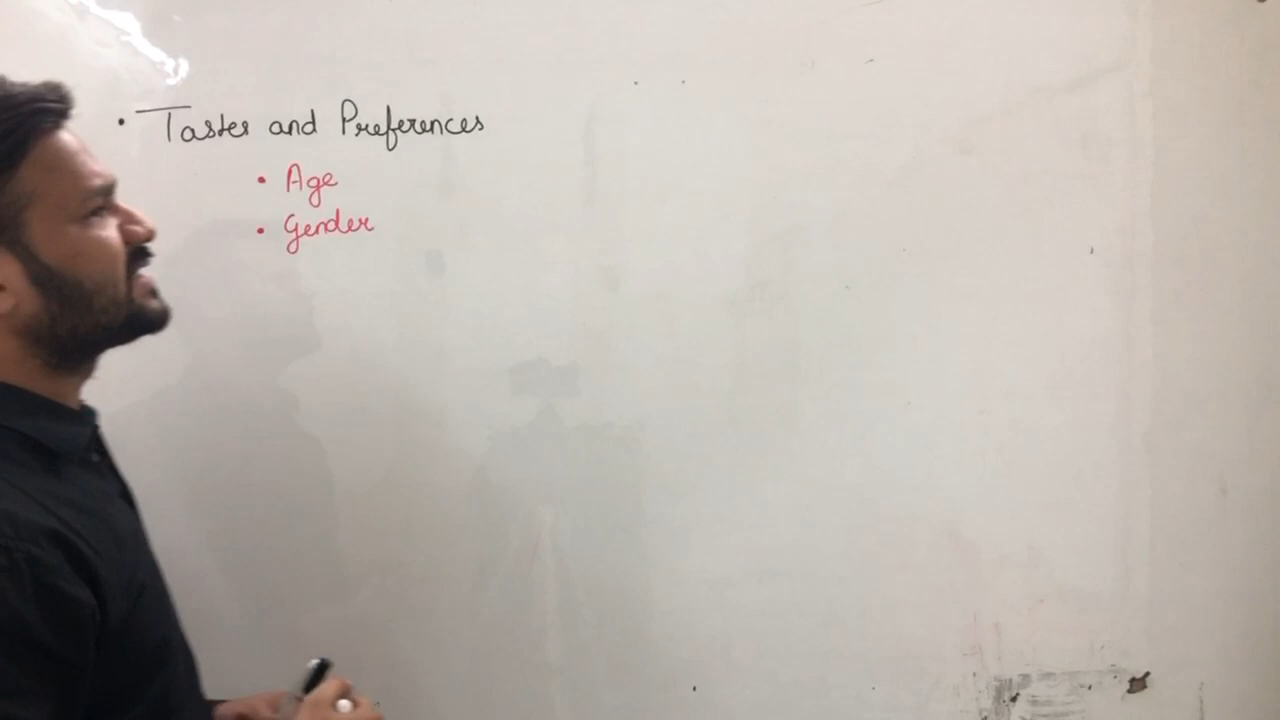 • Tastes and Preferences
• Age
• Gender